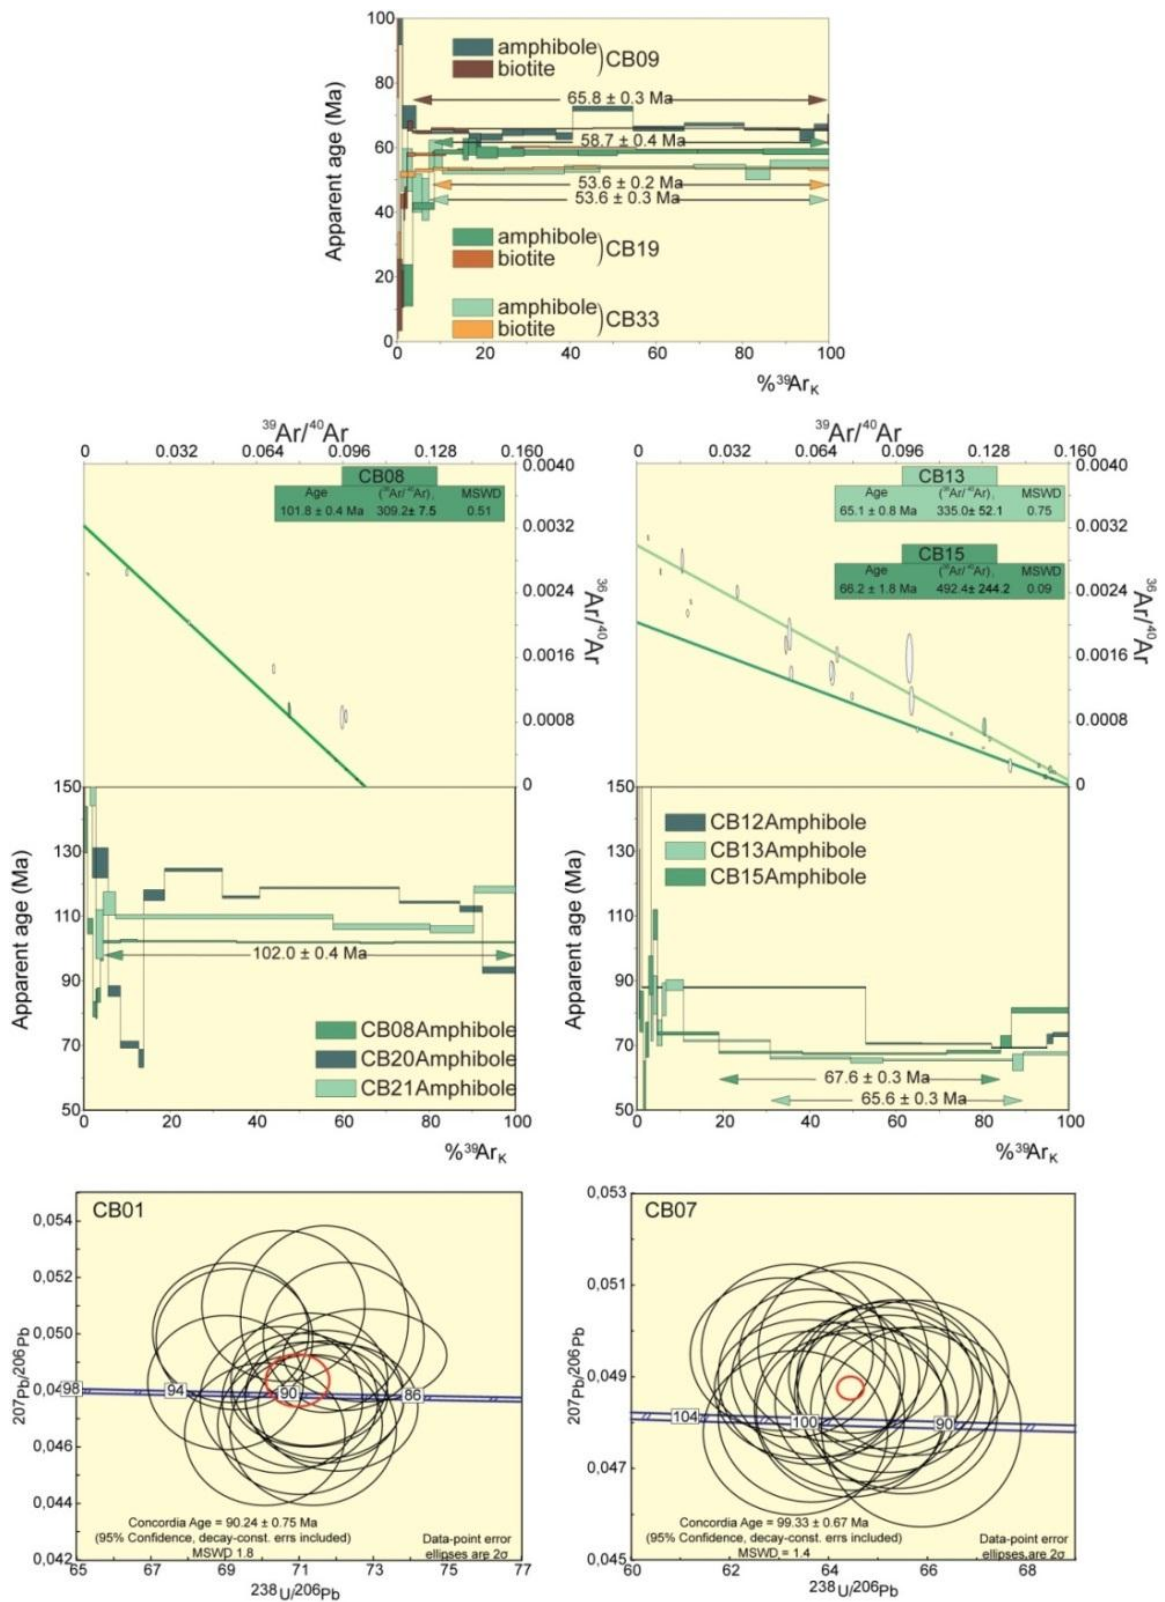 100
80
60
40
20
0
Apparent age (Ma)
amphibole
biotite
)CB09
65.8 ± 0.3 Ma
58.7 ± 0.4 Ma
53.6 ± 0.2 Ma
53.6 ± 0.3 Ma
amphibole
biotite
)CB19
amphibole
biotite
)CB33
0 20 40 60 80 100
%³⁹Ar_K
³⁹Ar/⁴⁰Ar
0 0.032 0.064 0.096 0.128 0.160
CB08
Age (³⁶Ar/⁴⁰Ar)ᵢ MSWD
101.8 ± 0.4 Ma 309.2± 7.5 0.51
0.0040
0.0032
0.0024
0.0016
0.0008
0
³⁶Ar/⁴⁰Ar
150
130
110
90
70
50
Apparent age (Ma)
102.0 ± 0.4 Ma
CB08Amphibole
CB20Amphibole
CB21Amphibole
0 20 40 60 80 100
%³⁹Ar_K
³⁹Ar/⁴⁰Ar
0 0.032 0.064 0.096 0.128 0.160
CB13
Age (³⁶Ar/⁴⁰Ar)ᵢ MSWD
65.1 ± 0.8 Ma 335.0± 52.1 0.75
CB15
Age (³⁶Ar/⁴⁰Ar)ᵢ MSWD
66.2 ± 1.8 Ma 492.4± 244.2 0.09
0.0040
0.0032
0.0024
0.0016
0.0008
0
³⁶Ar/⁴⁰Ar
150
130
110
90
70
50
Apparent age (Ma)
CB12Amphibole
CB13Amphibole
CB15Amphibole
67.6 ± 0.3 Ma
65.6 ± 0.3 Ma
0 20 40 60 80 100
%³⁹Ar_K
CB01
0,054
0,052
0,050
0,048
0,046
0,044
0,042
²⁰⁷Pb/²⁰⁶Pb
98 94 90 86
Concordia Age = 90.24 ± 0.75 Ma
(95% Confidence, decay-const. errs included)
MSWD 1.8
Data-point error
ellipses are 2σ
65 67 69 71 73 75 77
²³⁸U/²⁰⁶Pb
CB07
0,053
0,051
0,049
0,047
0,045
²⁰⁷Pb/²⁰⁶Pb
104 100 90
Concordia Age = 99.33 ± 0.67 Ma
(95% Confidence, decay-const. errs included)
MSWD = 1.4
Data-point error
ellipses.are 2σ
60 62 64 66 68
²³⁸U/²⁰⁶Pb